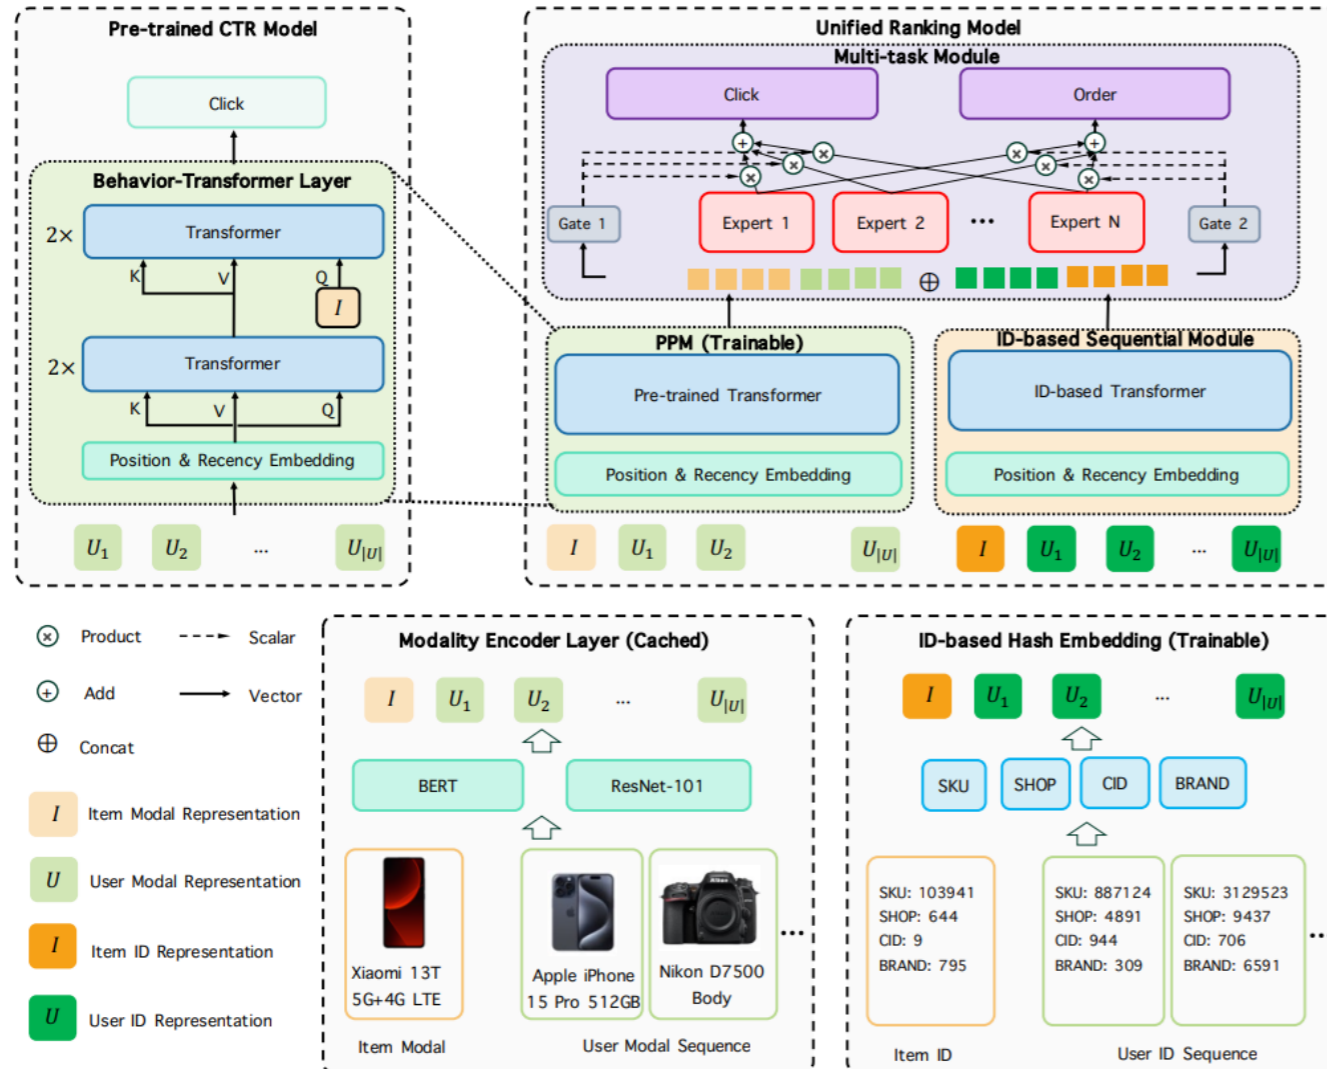 Pre-trained CTR Model
Click
Behavior-Transformer Layer
2×
Transformer
K
V
Q
I
2×
Transformer
K
V
Q
Position & Recency Embedding
U1
U2
...
U|U|
Unified Ranking Model
Multi-task Module
Click
Order
Gate 1
Expert 1
Expert 2
...
Expert N
Gate 2
PPM (Trainable)
Pre-trained Transformer
Position & Recency Embedding
I
U1
U2
U|U|
ID-based Sequential Module
ID-based Transformer
Position & Recency Embedding
I
U1
U2
...
U|U|
Product
Scalar
Add
Vector
Concat
I
Item Modal Representation
U
User Modal Representation
I
Item ID Representation
U
User ID Representation
Modality Encoder Layer (Cached)
I
U1
U2
...
U|U|
BERT
ResNet-101
Xiaomi 13T
5G+4G LTE
Apple iPhone
15 Pro 512GB
Nikon
Nikon D7500
Body
...
Item Modal
User Modal Sequence
ID-based Hash Embedding (Trainable)
I
U1
U2
...
U|U|
SKU
SHOP
CID
BRAND
SKU: 103941
SHOP: 644
CID: 9
BRAND: 795
SKU: 887124
SHOP: 4891
CID: 944
BRAND: 309
SKU: 3129523
SHOP: 9437
CID: 706
BRAND: 6591
...
Item ID
User ID Sequence